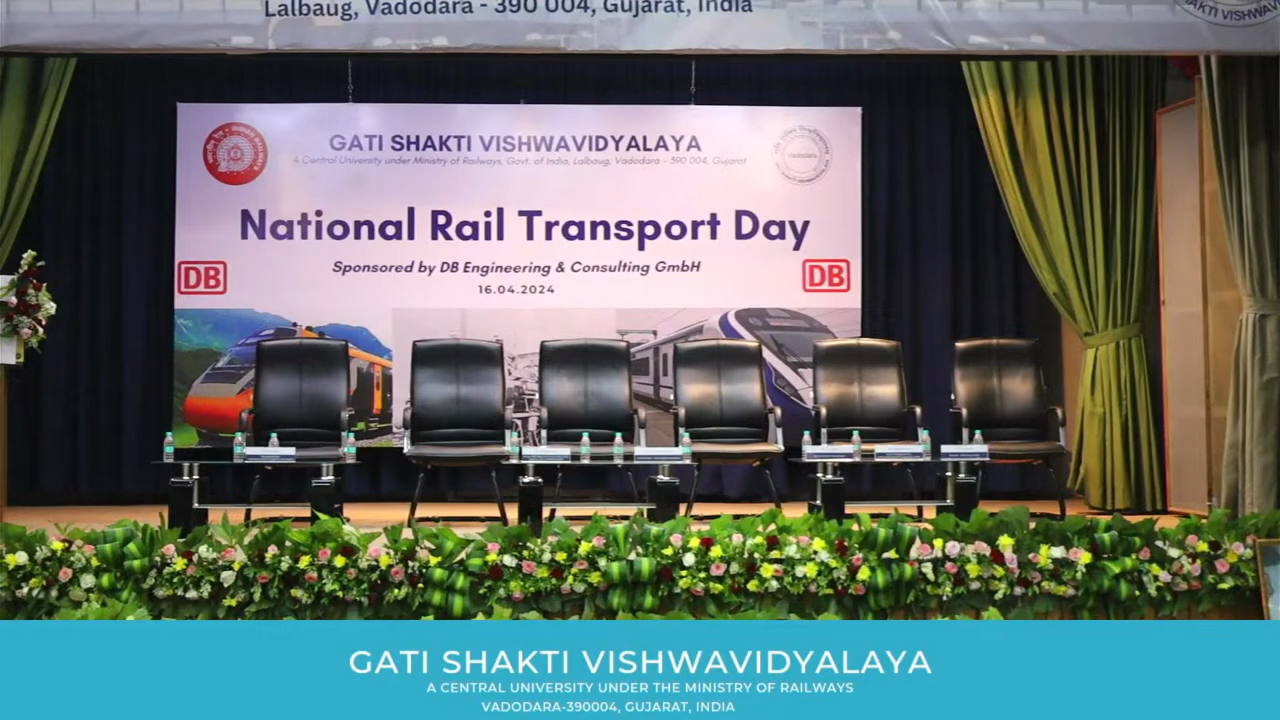 Lalbaug, Vadodara - 390 004, Gujarat, India
GATI SHAKTI VISHWAVIDYALAYA
A Central University under Ministry of Railways, Govt. of India, Lalbaug, Vadodara - 390 004, Gujarat
Vadodara
National Rail Transport Day
DB
Sponsored by DB Engineering & Consulting GmbH
DB
16.04.2024
GATI SHAKTI VISHWAVIDYALAYA
A CENTRAL UNIVERSITY UNDER THE MINISTRY OF RAILWAYS
VADODARA-390004, GUJARAT, INDIA